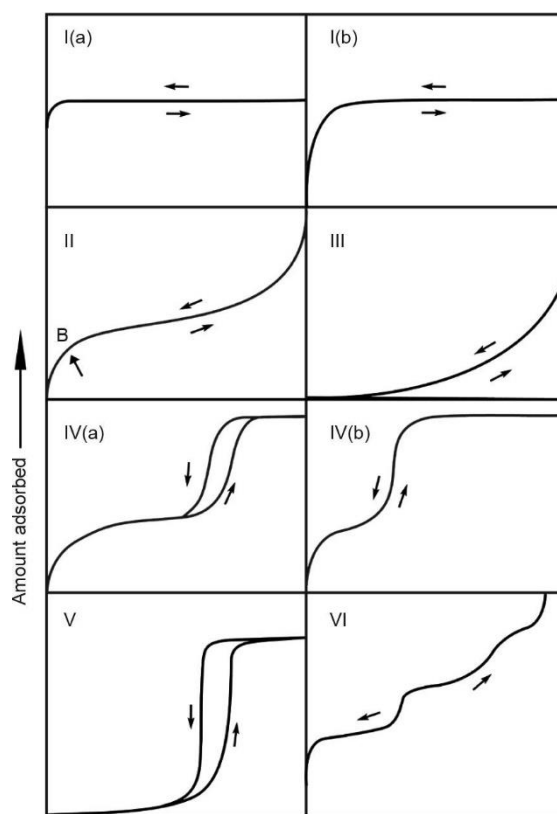 I(a)
I(b)
II
III
B
IV(a)
IV(b)
V
VI
Amount adsorbed